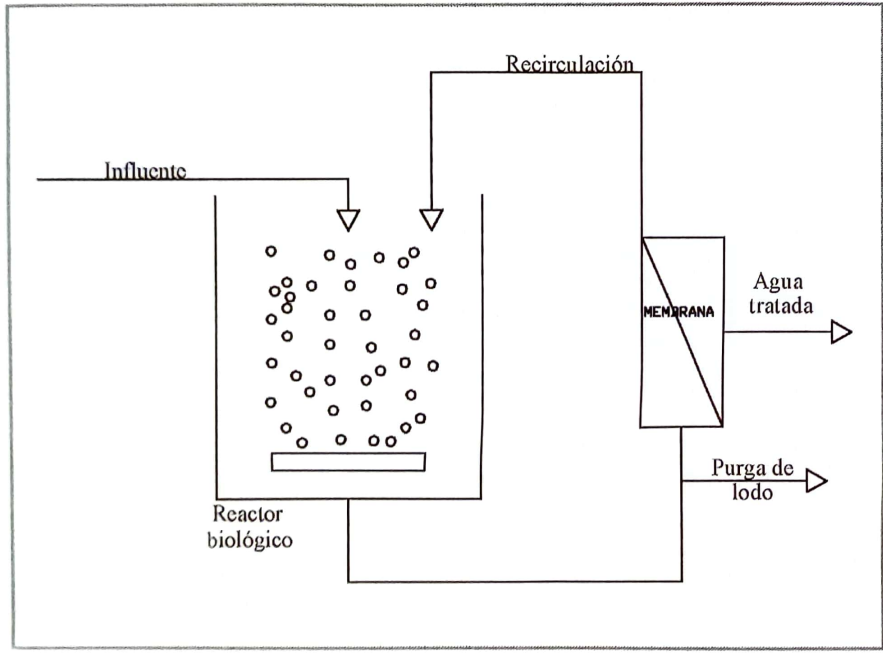 Recirculación
Influente
Agua
tratada
MEMBRANA
Purga de
lodo
Reactor
biológico